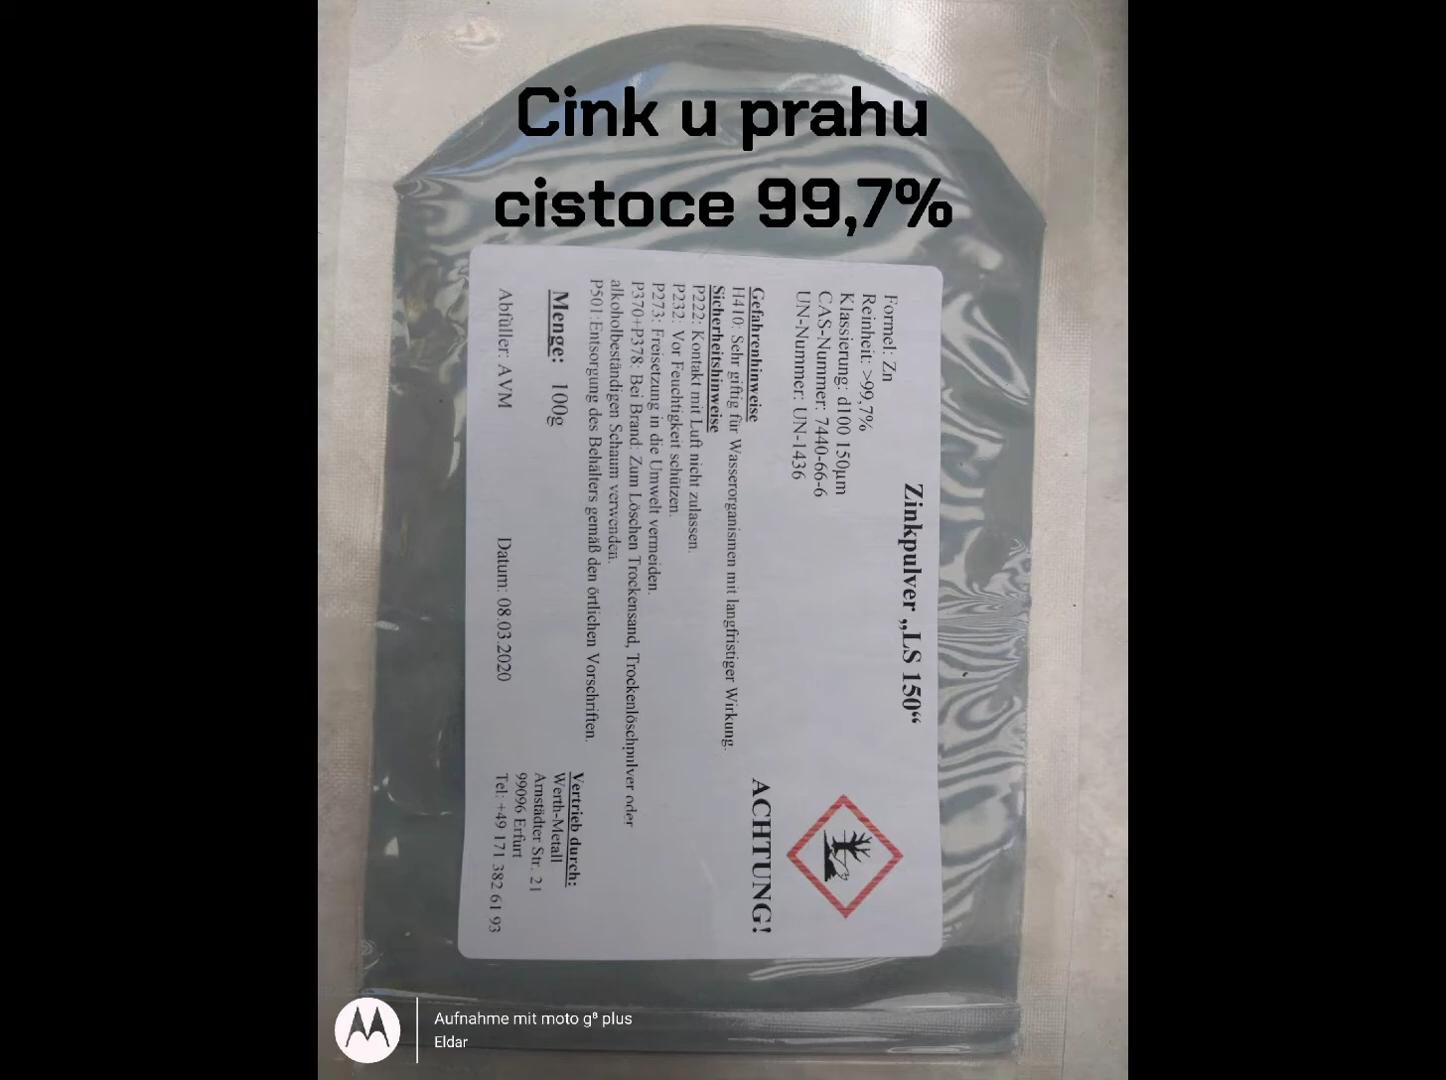 Cink u prahu
cistoce 99,7%
Zinkpulver „LS 150“
Formel: Zn
Reinheit: >99,7%
Klassierung: d100 150µm
CAS-Nummer: 7440-66-6
UN-Nummer: UN-1436
ACHTUNG!
Gefahrenhinweise
H410: Sehr giftig für Wasserorganismen mit langfristiger Wirkung.
Sicherheitshinweise
P222: Kontakt mit Luft nicht zulassen.
P232: Vor Feuchtigkeit schützen.
P273: Freisetzung in die Umwelt vermeiden.
P370+P378: Bei Brand: Zum Löschen Trockensand, Trockenlöschpulver oder
alkoholbeständigen Schaum verwenden.
P501:Entsorgung des Behälters gemäß den örtlichen Vorschriften.
Menge: 100g
Abfüller: AVM
Datum: 08.03.2020
Vertrieb durch:
Werth-Metall
Arnstädter Str. 21
99096 Erfurt
Tel: +49 171 382 61 93
Aufnahme mit moto g⁸ plus
Eldar